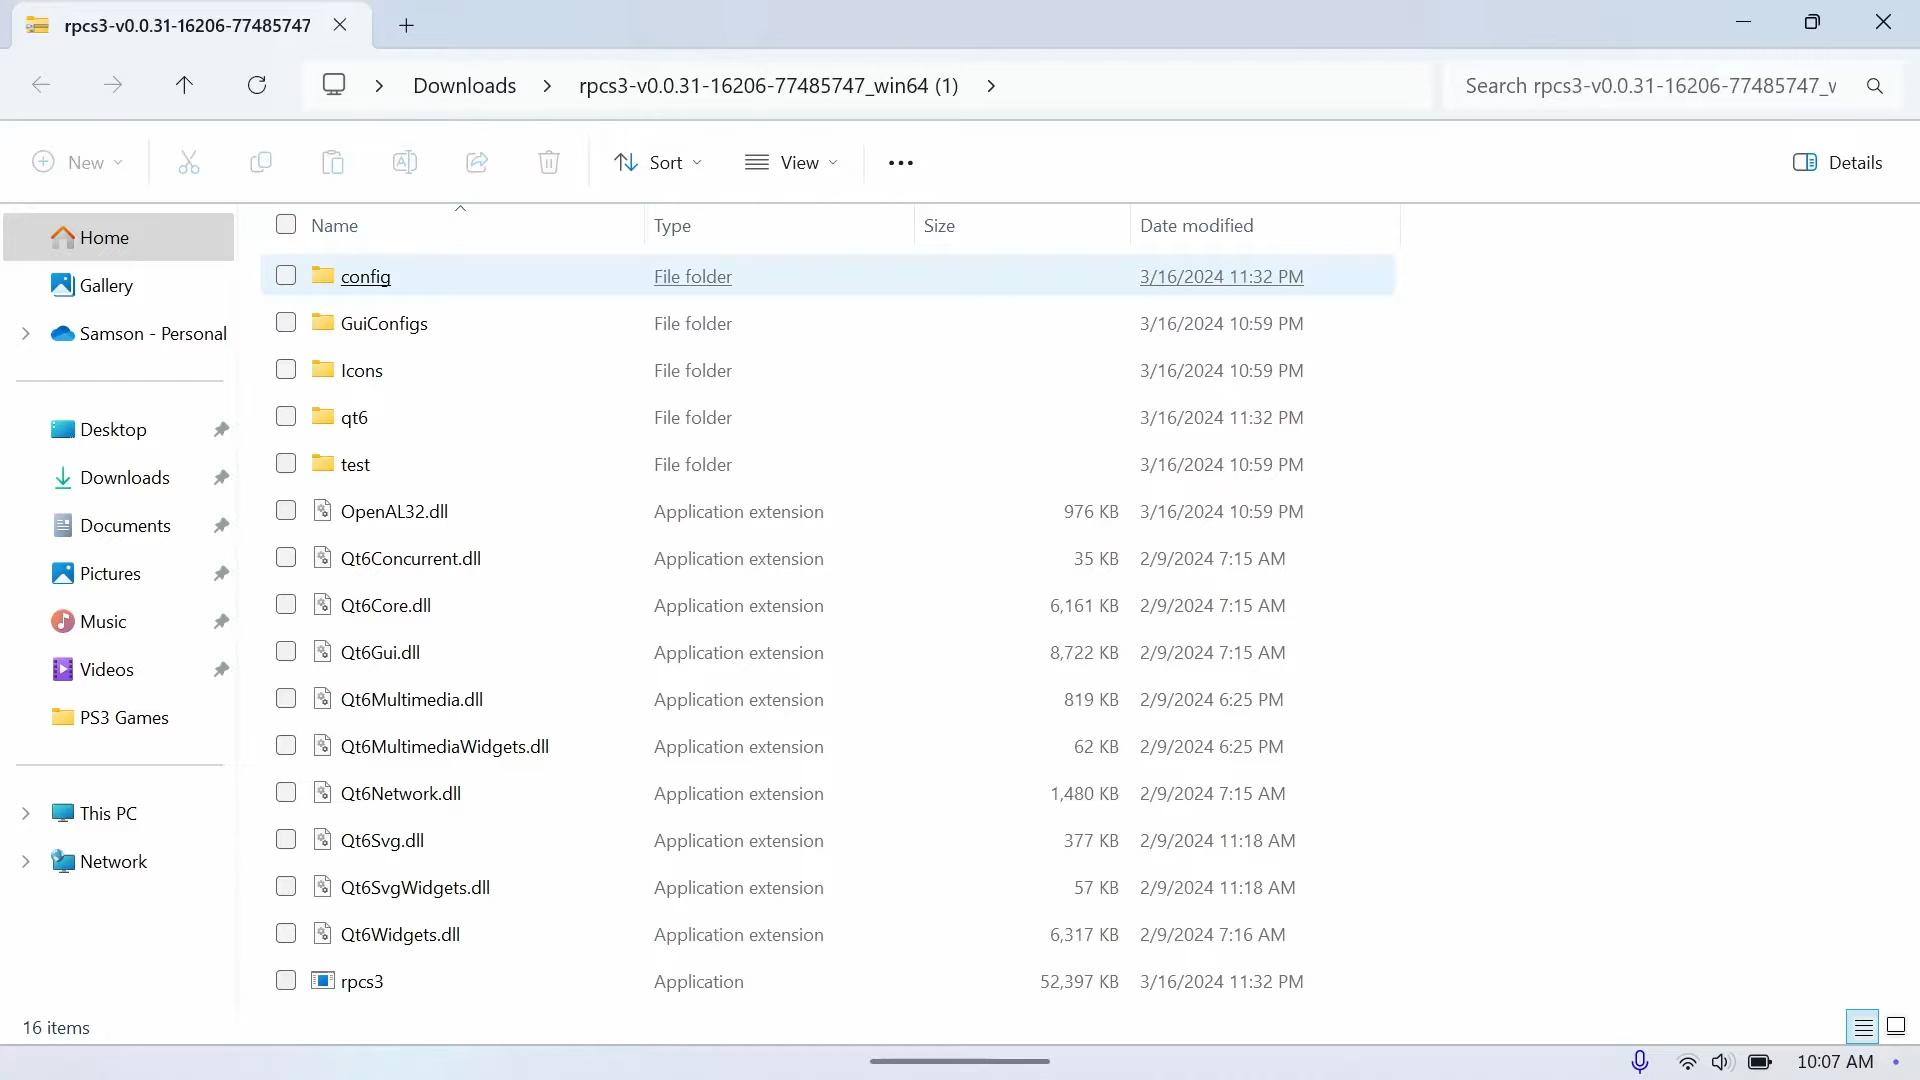 rpcs3-v0.0.31-16206-77485747
Downloads rpcs3-v0.0.31-16206-77485747_win64 (1)
Search rpcs3-v0.0.31-16206-77485747_w
New Sort View ••• Details
Name Type Size Date modified
Home
Gallery
Samson - Personal
Desktop
Downloads
Documents
Pictures
Music
Videos
PS3 Games
This PC
Network
config File folder 3/16/2024 11:32 PM
GuiConfigs File folder 3/16/2024 10:59 PM
Icons File folder 3/16/2024 10:59 PM
qt6 File folder 3/16/2024 11:32 PM
test File folder 3/16/2024 10:59 PM
OpenAL32.dll Application extension 976 KB 3/16/2024 10:59 PM
Qt6Concurrent.dll Application extension 35 KB 2/9/2024 7:15 AM
Qt6Core.dll Application extension 6,161 KB 2/9/2024 7:15 AM
Qt6Gui.dll Application extension 8,722 KB 2/9/2024 7:15 AM
Qt6Multimedia.dll Application extension 819 KB 2/9/2024 6:25 PM
Qt6MultimediaWidgets.dll Application extension 62 KB 2/9/2024 6:25 PM
Qt6Network.dll Application extension 1,480 KB 2/9/2024 7:15 AM
Qt6Svg.dll Application extension 377 KB 2/9/2024 11:18 AM
Qt6SvgWidgets.dll Application extension 57 KB 2/9/2024 11:18 AM
Qt6Widgets.dll Application extension 6,317 KB 2/9/2024 7:16 AM
rpcs3 Application 52,397 KB 3/16/2024 11:32 PM
16 items
10:07 AM